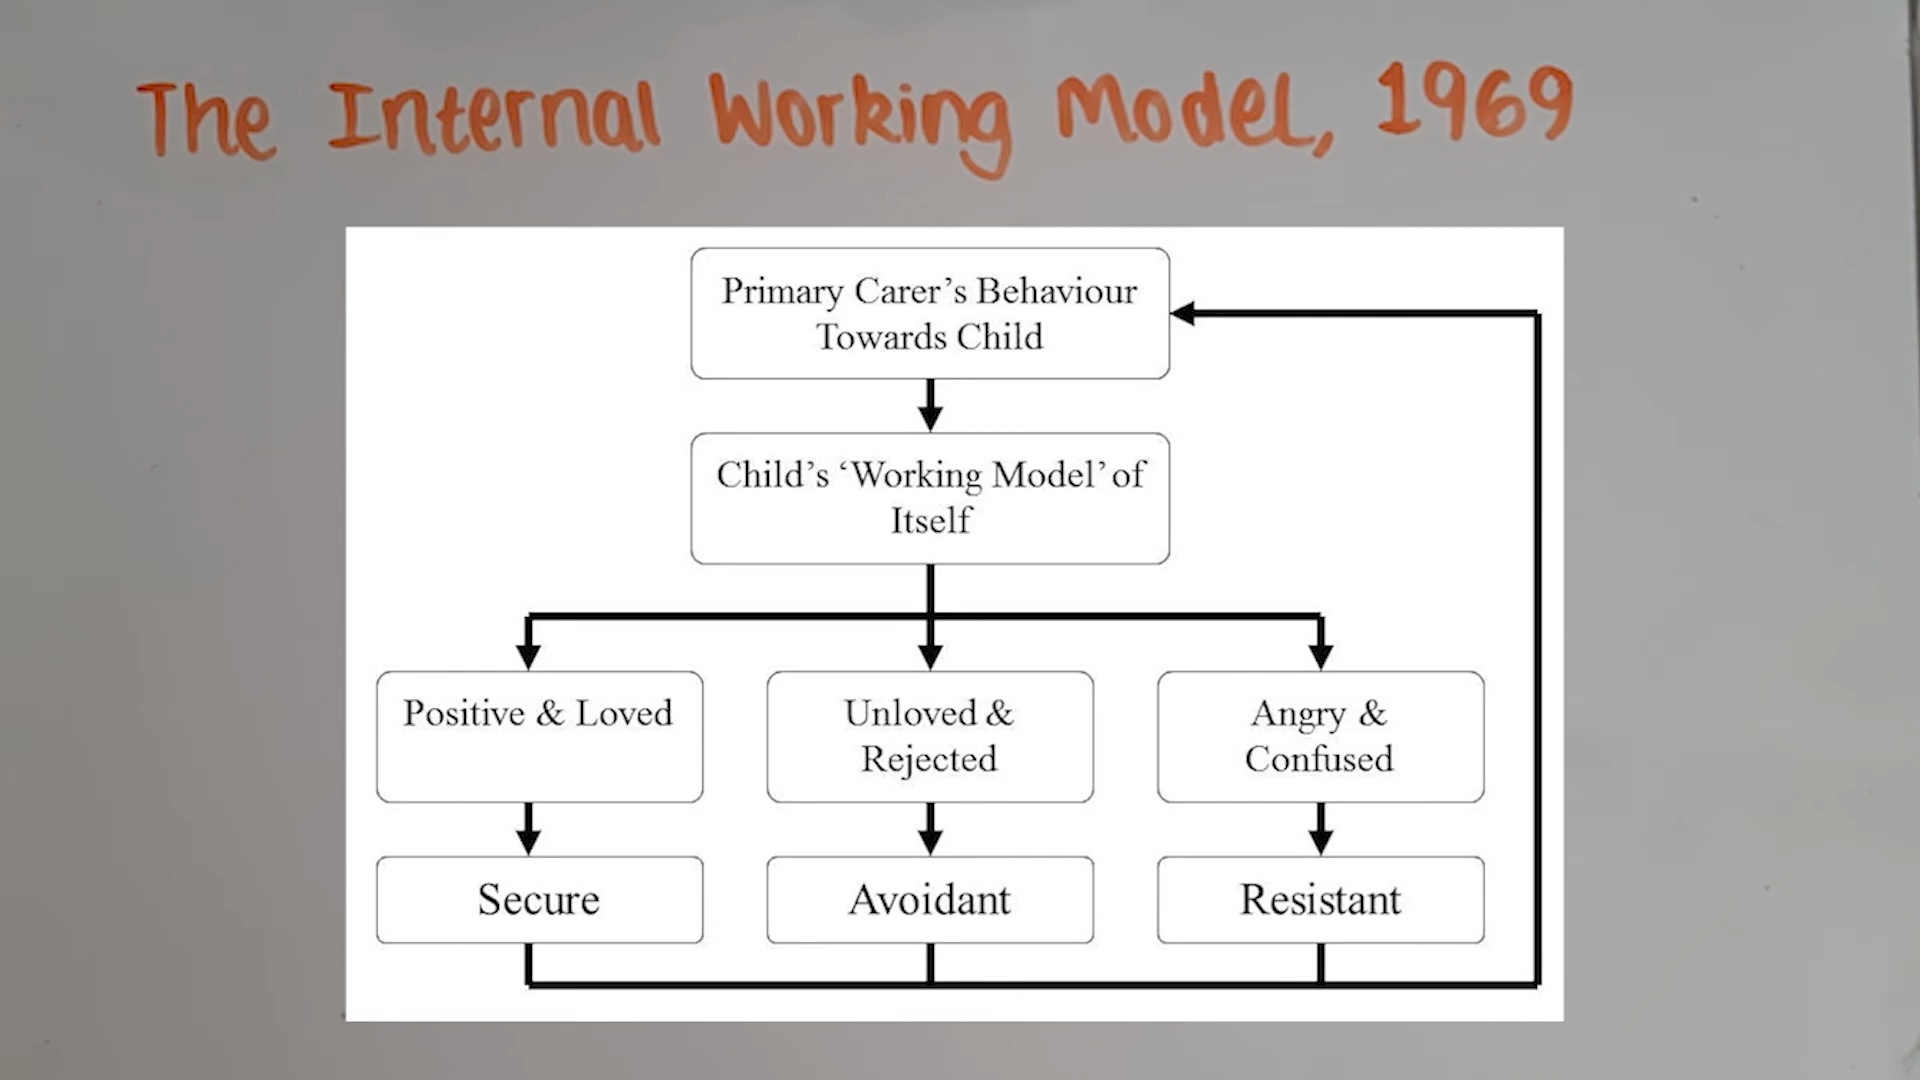 The Internal Working Model, 1969
Primary Carer’s Behaviour
Towards Child
Child’s ‘Working Model’ of
Itself
Positive & Loved
Unloved &
Rejected
Angry &
Confused
Secure
Avoidant
Resistant